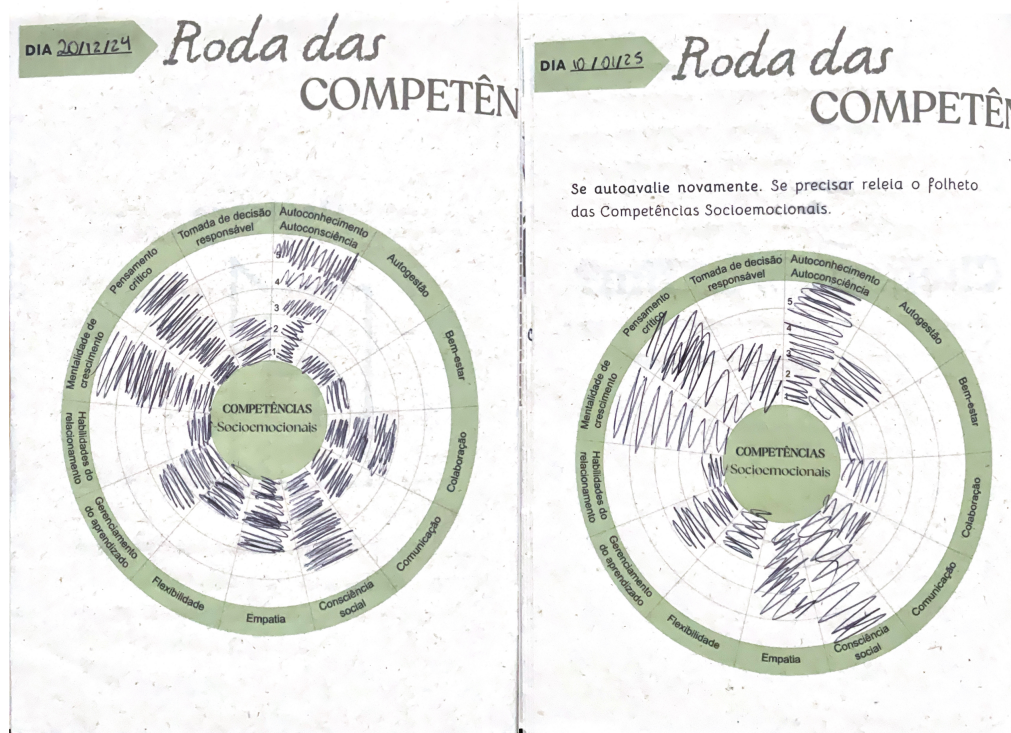 DIA 20/12/24
Roda das
COMPETÊN
Tomada de decisão
responsável
Autoconhecimento
Autoconsciência
Autogestão
Bem-estar
Colaboração
Comunicação
Consciência
social
Empatia
Flexibilidade
Gerenciamento
do aprendizado
Habilidades do
relacionamento
Mentalidade de
crescimento
Pensamento
crítico
5
4
3
2
1
COMPETÊNCIAS
Socioemocionais
DIA 10/01/25
Roda das
COMPETÊN
Se autoavalie novamente. Se precisar releia o folheto
das Competências Socioemocionais.
Tomada de decisão
responsável
Autoconhecimento
Autoconsciência
Autogestão
Bem-estar
Colaboração
Comunicação
Consciência
social
Empatia
Flexibilidade
Gerenciamento
do aprendizado
Habilidades do
relacionamento
Mentalidade de
crescimento
Pensamento
crítico
5
4
3
2
COMPETÊNCIAS
Socioemocionais